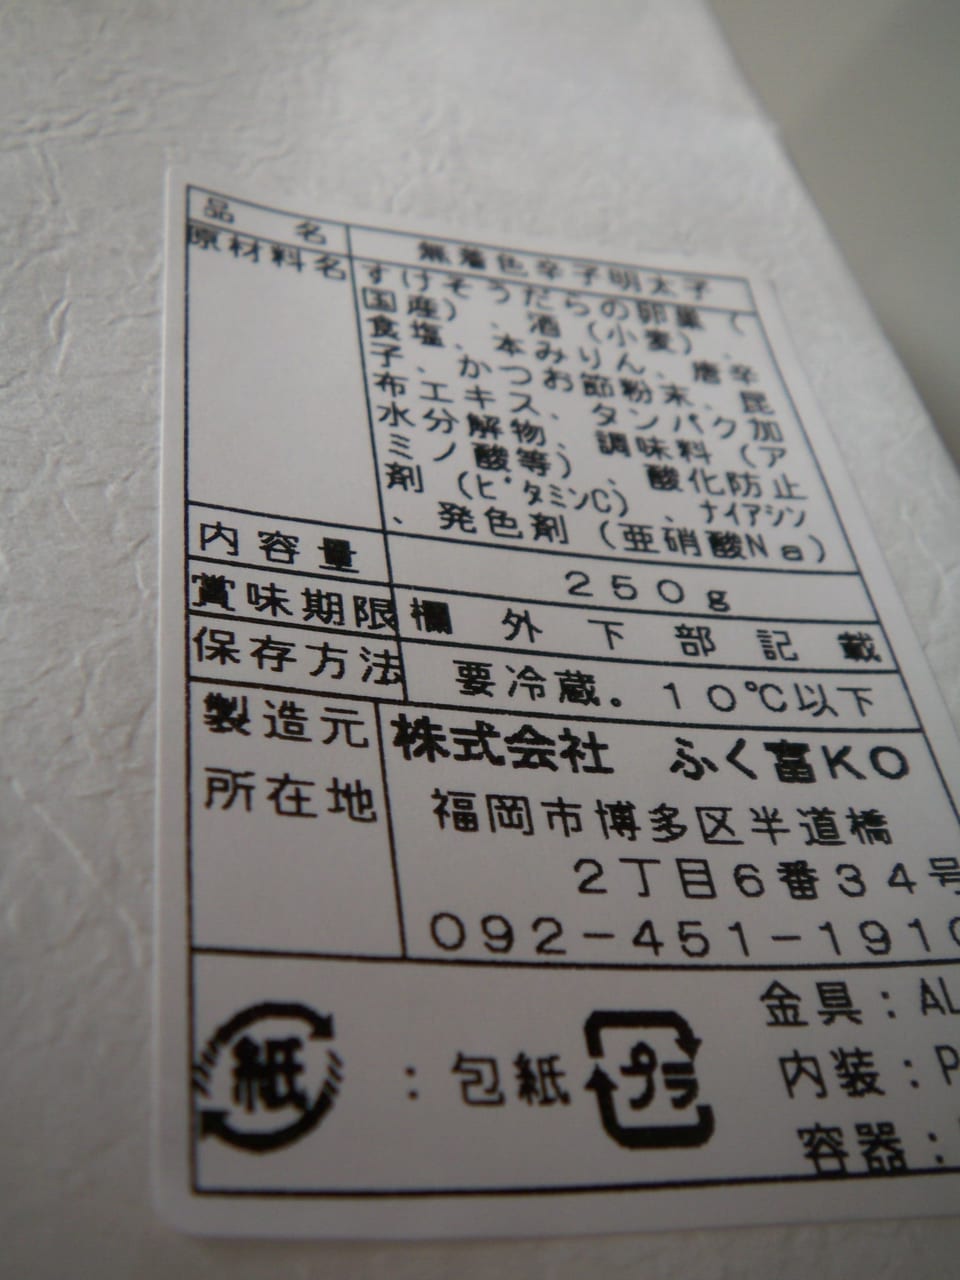 品名 無着色辛子明太子
原材料名 すけそうだらの卵巣（
国産）、酒（小麦）、
食塩、本みりん、唐辛
子、かつお節粉末、昆
布エキス、タンパク加
水分解物、調味料（ア
ミノ酸等）、酸化防止
剤（ビタミンC）、ナイアシン
、発色剤（亜硝酸Na）
内容量 250g
賞味期限 欄外下部記載
保存方法 要冷蔵。10℃以下
製造元 株式会社 ふく富KO
所在地 福岡市博多区半道橋
2丁目6番34号
092-451-1910
金具：AL
紙：包紙 プラ 内装：P
容器：